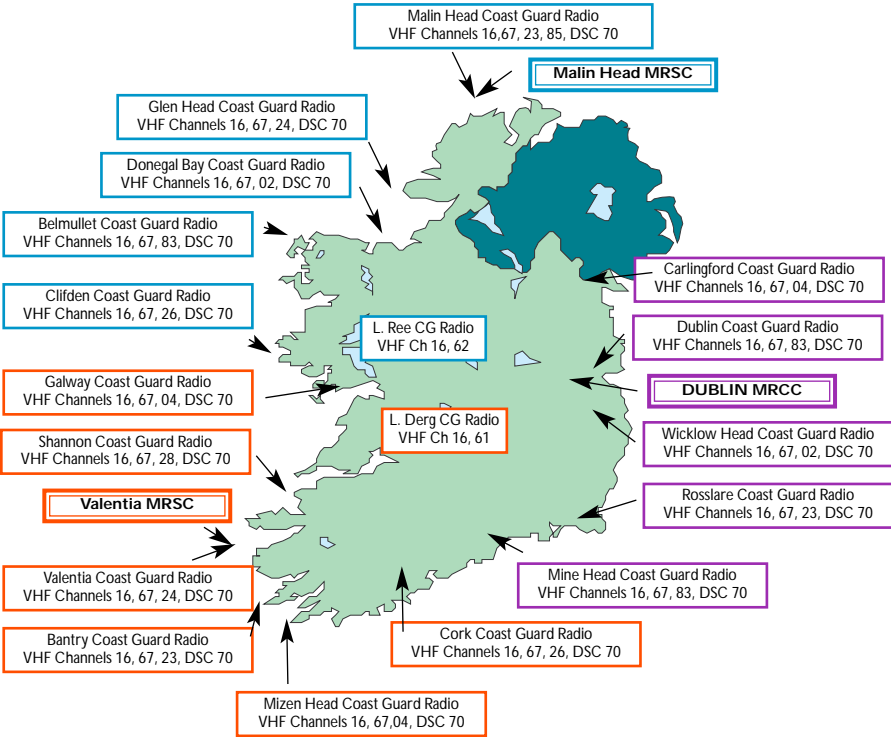 Malin Head Coast Guard Radio
VHF Channels 16,67, 23, 85, DSC 70
Malin Head MRSC
Glen Head Coast Guard Radio
VHF Channels 16, 67, 24, DSC 70
Donegal Bay Coast Guard Radio
VHF Channels 16, 67, 02, DSC 70
Belmullet Coast Guard Radio
VHF Channels 16, 67, 83, DSC 70
Carlingford Coast Guard Radio
VHF Channels 16, 67, 04, DSC 70
Clifden Coast Guard Radio
VHF Channels 16, 67, 26, DSC 70
L. Ree CG Radio
VHF Ch 16, 62
Dublin Coast Guard Radio
VHF Channels 16, 67, 83, DSC 70
Galway Coast Guard Radio
VHF Channels 16, 67, 04, DSC 70
DUBLIN MRCC
L. Derg CG Radio
VHF Ch 16, 61
Shannon Coast Guard Radio
VHF Channels 16, 67, 28, DSC 70
Wicklow Head Coast Guard Radio
VHF Channels 16, 67, 02, DSC 70
Valentia MRSC
Rosslare Coast Guard Radio
VHF Channels 16, 67, 23, DSC 70
Valentia Coast Guard Radio
VHF Channels 16, 67, 24, DSC 70
Mine Head Coast Guard Radio
VHF Channels 16, 67, 83, DSC 70
Bantry Coast Guard Radio
VHF Channels 16, 67, 23, DSC 70
Cork Coast Guard Radio
VHF Channels 16, 67, 26, DSC 70
Mizen Head Coast Guard Radio
VHF Channels 16, 67,04, DSC 70